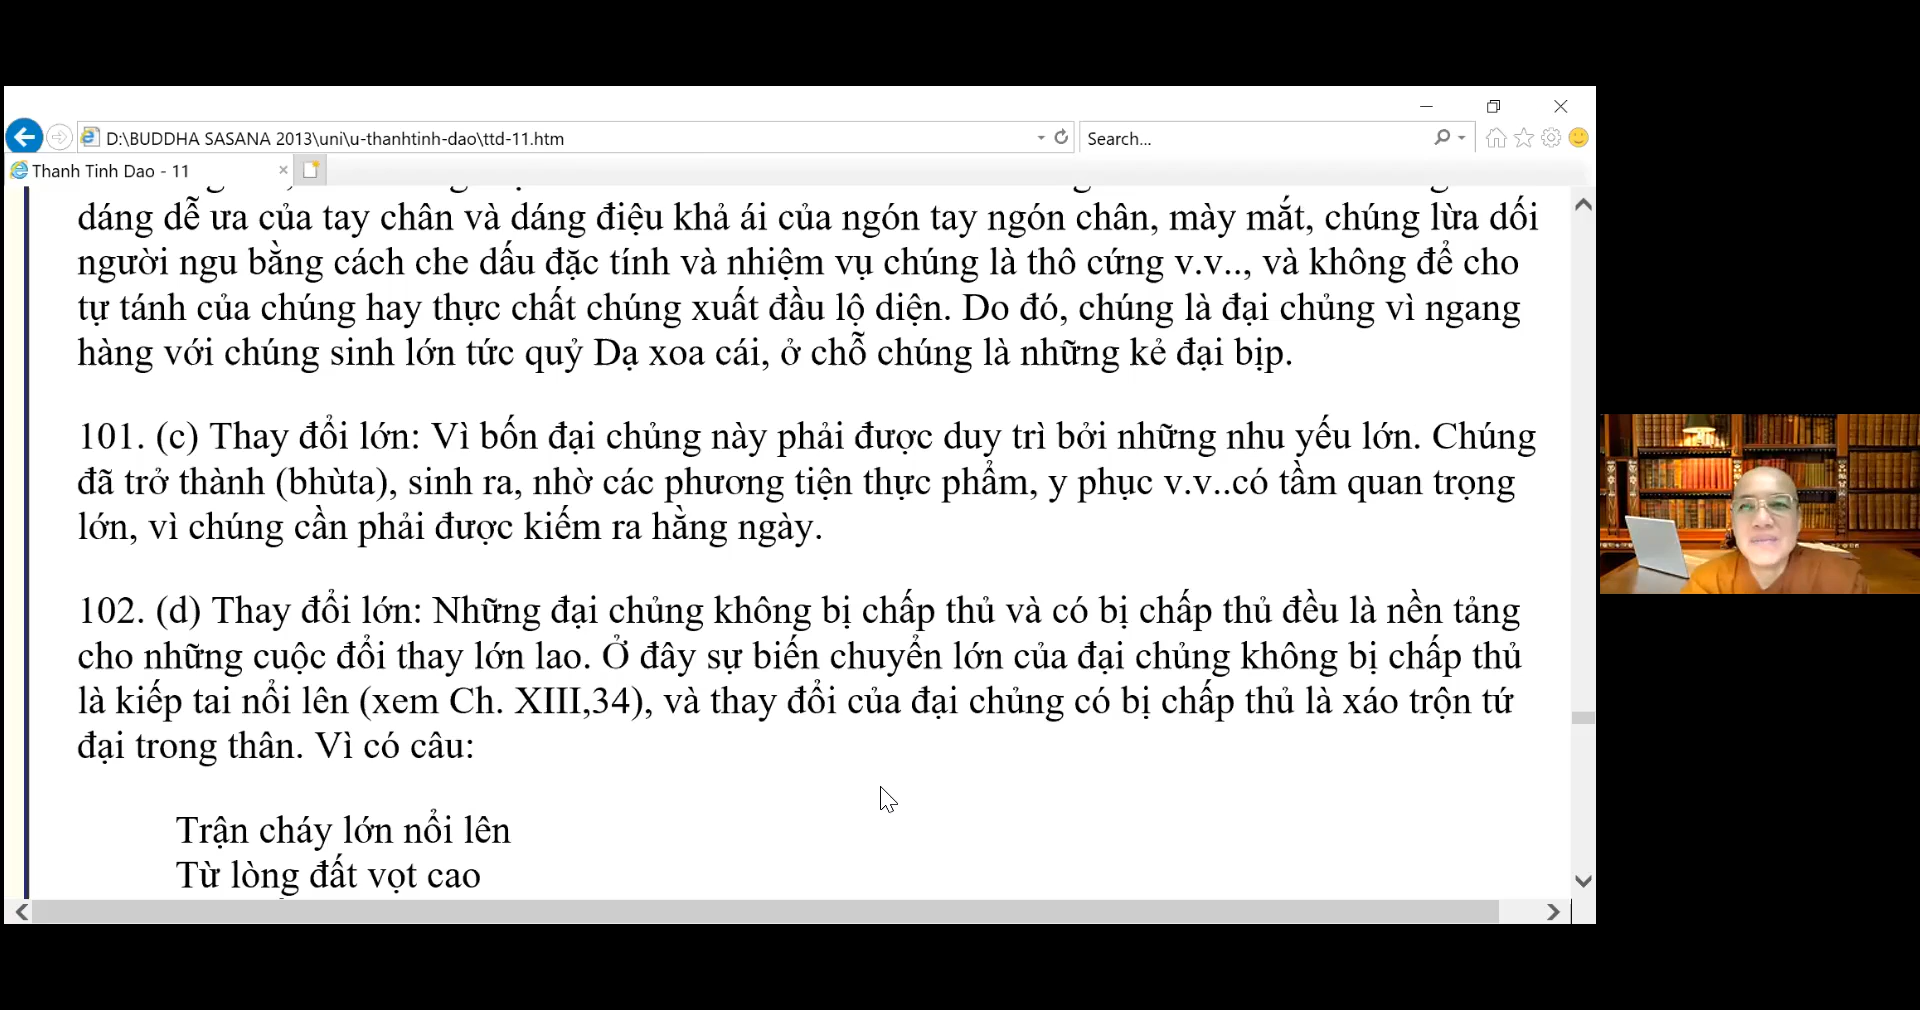 D:\BUDDHA SASANA 2013\uni\u-thanhtinh-dao\ttd-11.htm
Search...
Thanh Tinh Dao - 11
dáng dễ ưa của tay chân và dáng điệu khả ái của ngón tay ngón chân, mày mắt, chúng lừa dối
người ngu bằng cách che dấu đặc tính và nhiệm vụ chúng là thô cứng v.v.., và không để cho
tự tánh của chúng hay thực chất chúng xuất đầu lộ diện. Do đó, chúng là đại chủng vì ngang
hàng với chúng sinh lớn tức quỷ Dạ xoa cái, ở chỗ chúng là những kẻ đại bịp.
101. (c) Thay đổi lớn: Vì bốn đại chủng này phải được duy trì bởi những nhu yếu lớn. Chúng
đã trở thành (bhùta), sinh ra, nhờ các phương tiện thực phẩm, y phục v.v..có tầm quan trọng
lớn, vì chúng cần phải được kiếm ra hằng ngày.
102. (d) Thay đổi lớn: Những đại chủng không bị chấp thủ và có bị chấp thủ đều là nền tảng
cho những cuộc đổi thay lớn lao. Ở đây sự biến chuyển lớn của đại chủng không bị chấp thủ
là kiếp tai nổi lên (xem Ch. XIII,34), và thay đổi của đại chủng có bị chấp thủ là xáo trộn tứ
đại trong thân. Vì có câu:
Trận cháy lớn nổi lên
Từ lòng đất vọt cao